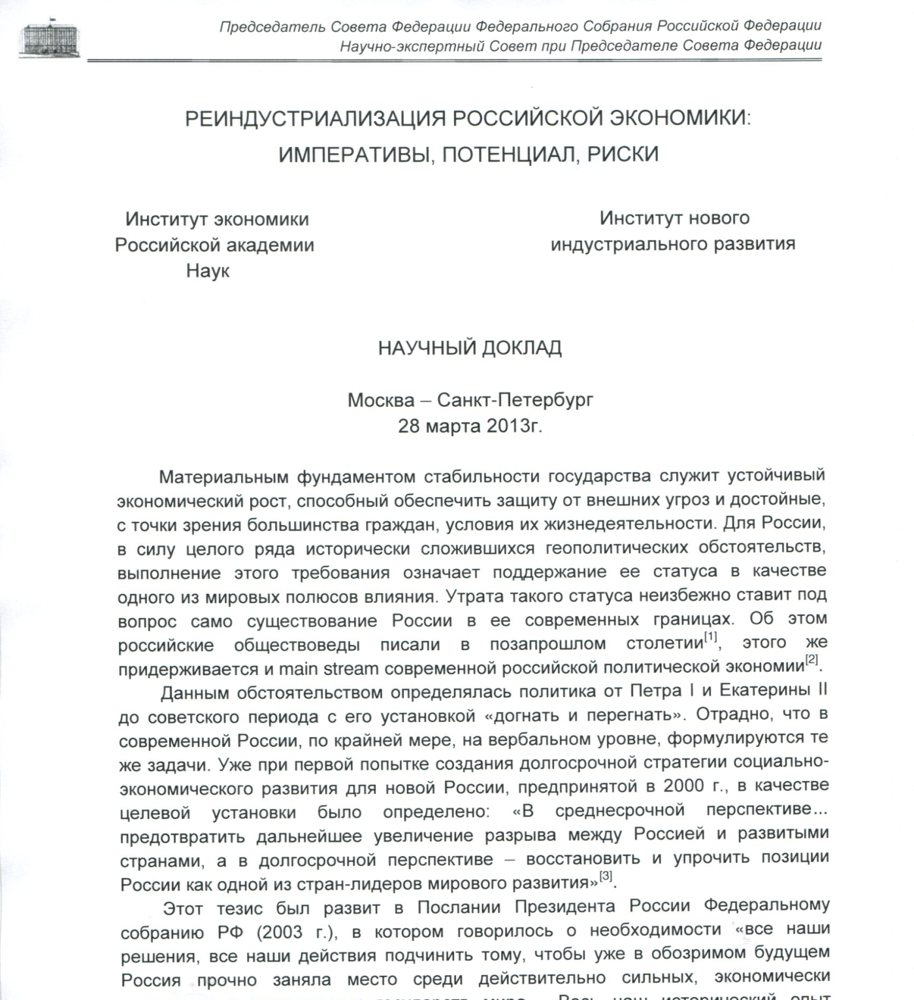 Председатель Совета Федерации Федерального Собрания Российской Федерации
Научно-экспертный Совет при Председателе Совета Федерации
РЕИНДУСТРИАЛИЗАЦИЯ РОССИЙСКОЙ ЭКОНОМИКИ:
ИМПЕРАТИВЫ, ПОТЕНЦИАЛ, РИСКИ
Институт экономики
Российской академии
Наук
Институт нового
индустриального развития
НАУЧНЫЙ ДОКЛАД
Москва – Санкт-Петербург
28 марта 2013г.
Материальным фундаментом стабильности государства служит устойчивый
экономический рост, способный обеспечить защиту от внешних угроз и достойные,
с точки зрения большинства граждан, условия их жизнедеятельности. Для России,
в силу целого ряда исторически сложившихся геополитических обстоятельств,
выполнение этого требования означает поддержание ее статуса в качестве
одного из мировых полюсов влияния. Утрата такого статуса неизбежно ставит под
вопрос само существование России в ее современных границах. Об этом
российские обществоведы писали в позапрошлом столетии[1], этого же
придерживается и main stream современной российской политической экономии[2].
Данным обстоятельством определялась политика от Петра I и Екатерины II
до советского периода с его установкой «догнать и перегнать». Отрадно, что в
современной России, по крайней мере, на вербальном уровне, формулируются те
же задачи. Уже при первой попытке создания долгосрочной стратегии социально-
экономического развития для новой России, предпринятой в 2000 г., в качестве
целевой установки было определено: «В среднесрочной перспективе...
предотвратить дальнейшее увеличение разрыва между Россией и развитыми
странами, а в долгосрочной перспективе – восстановить и упрочить позиции
России как одной из стран-лидеров мирового развития»[3].
Этот тезис был развит в Послании Президента России Федеральному
собранию РФ (2003 г.), в котором говорилось о необходимости «все наши
решения, все наши действия подчинить тому, чтобы уже в обозримом будущем
Россия прочно заняла место среди действительно сильных, экономически
государств мира... Весь наш исторический опыт